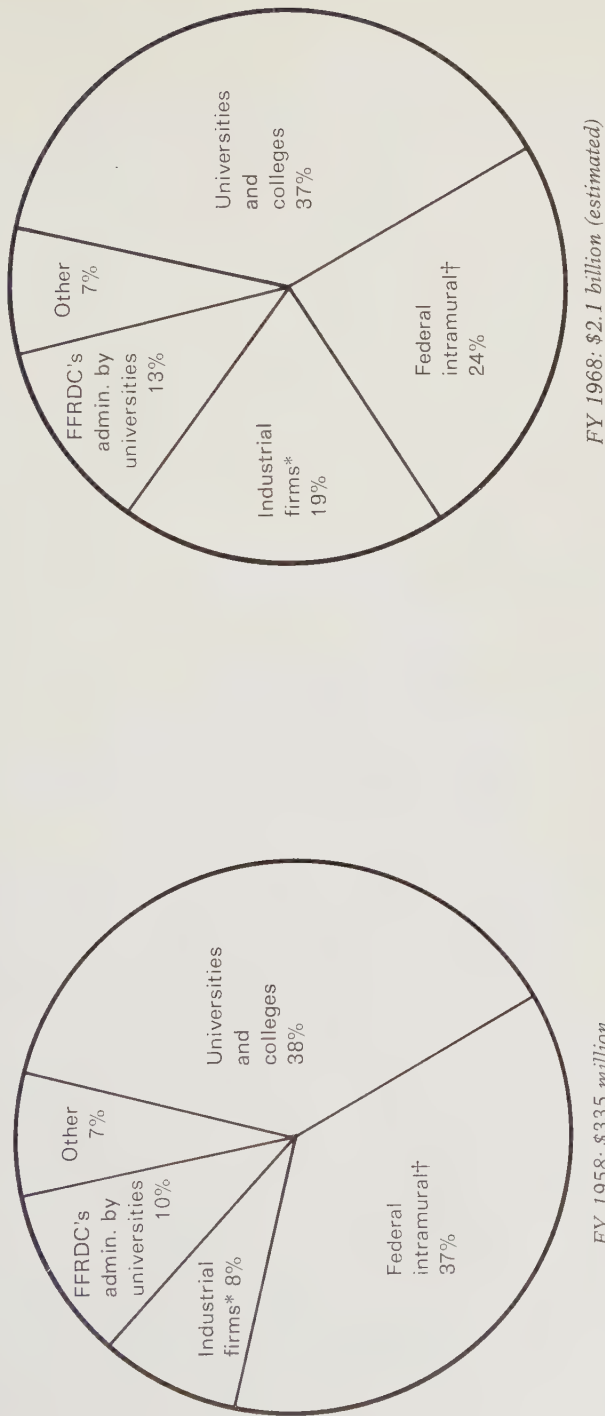 Other
7%
FFRDC's
admin. by
universities
10%
Industrial
firms* 8%
Universities
and
colleges
38%
Federal
intramural†
37%
FY 1958: $335 million
Other
7%
FFRDC's
admin. by
universities
13%
Industrial
firms*
19%
Universities
and
colleges
37%
Federal
intramural†
24%
FY 1968: $2.1 billion (estimated)